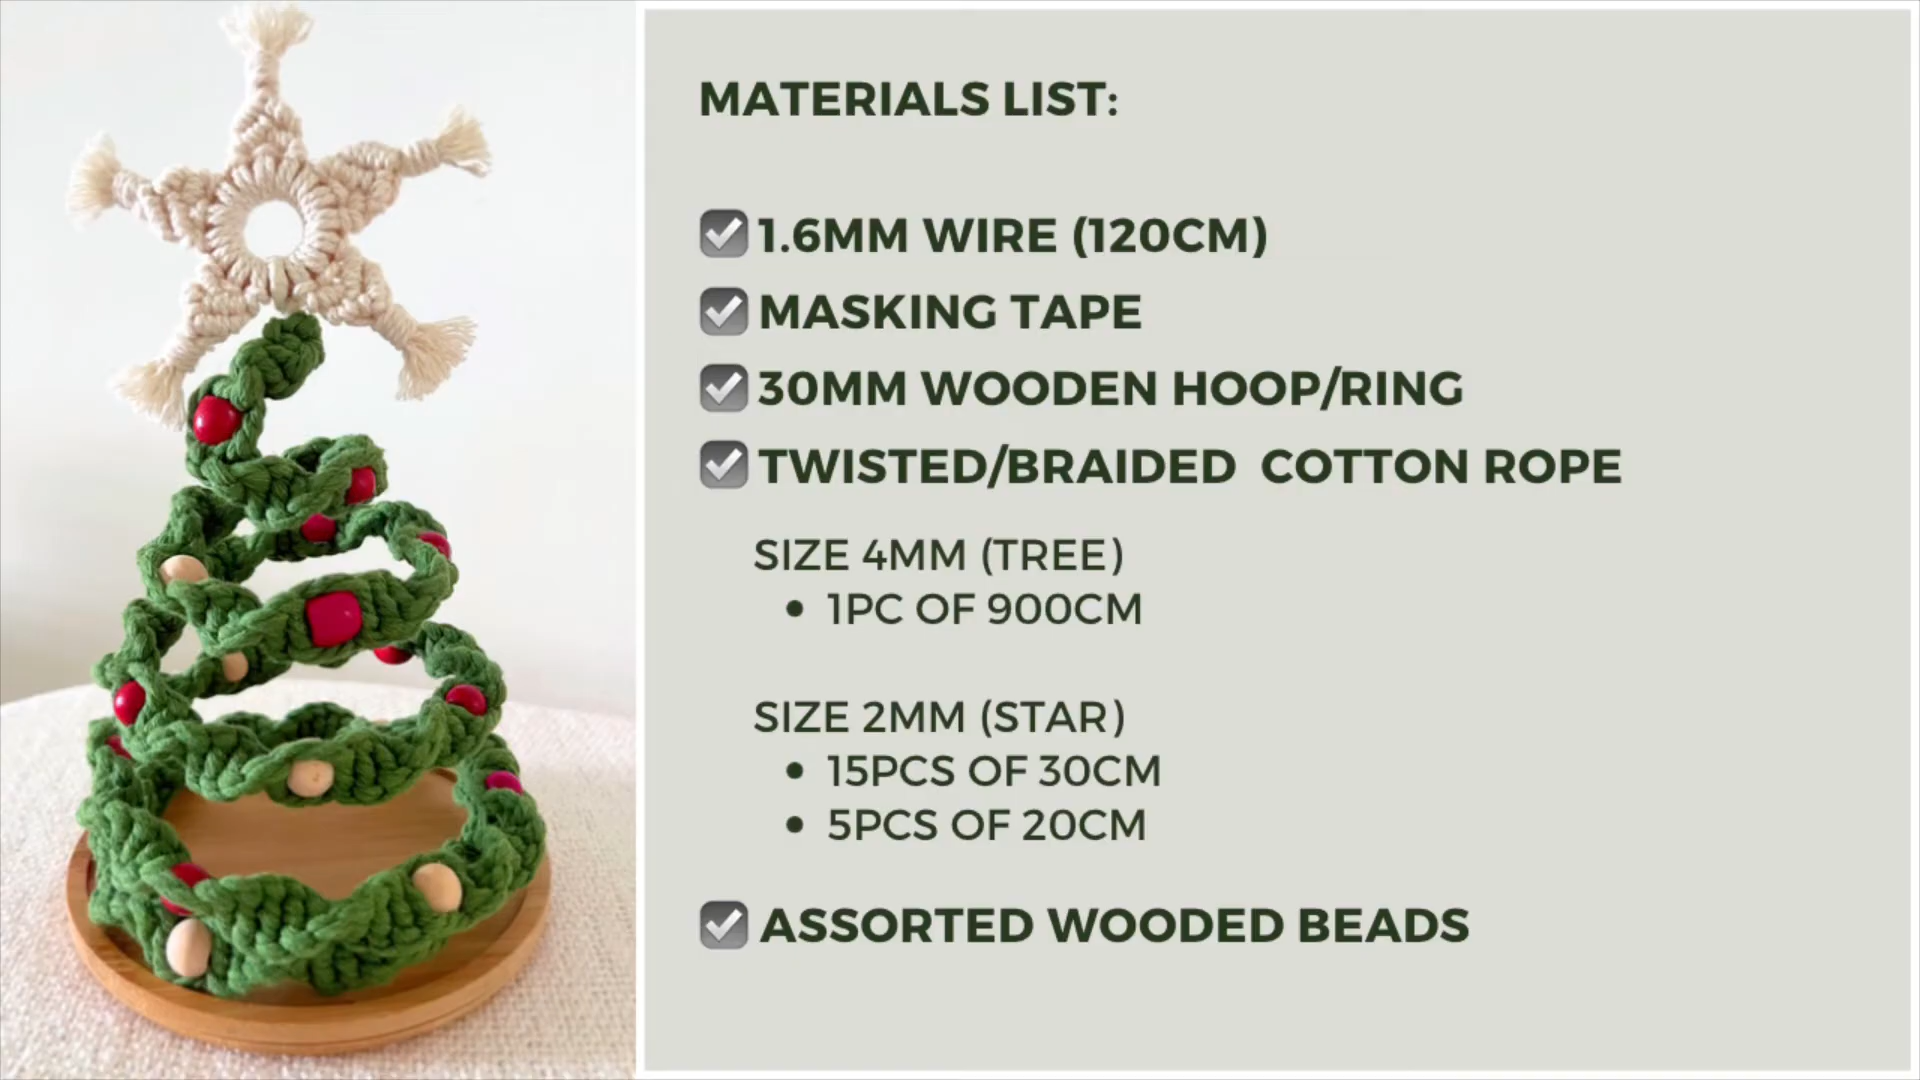 MATERIALS LIST:
1.6MM WIRE (120CM)
MASKING TAPE
30MM WOODEN HOOP/RING
TWISTED/BRAIDED COTTON ROPE
SIZE 4MM (TREE)
• 1PC OF 900CM
SIZE 2MM (STAR)
• 15PCS OF 30CM
• 5PCS OF 20CM
ASSORTED WOODED BEADS